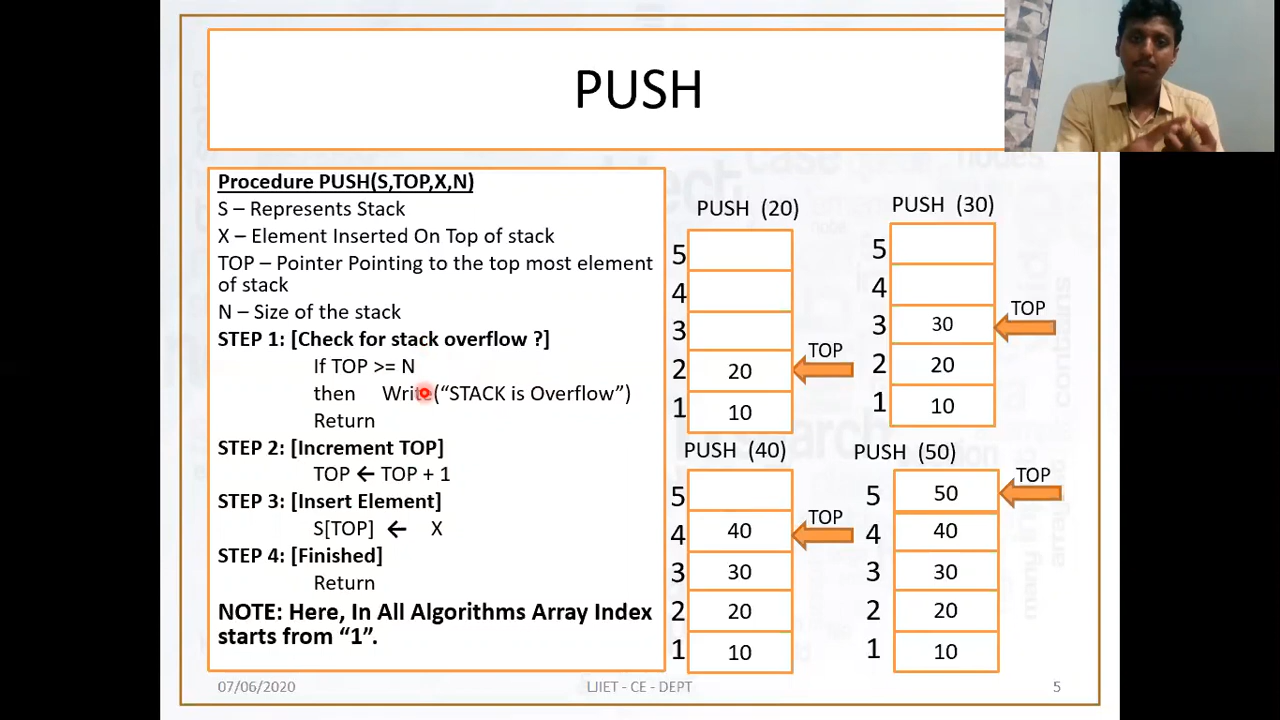 PUSH
Procedure PUSH(S,TOP,X,N)
S – Represents Stack
X – Element Inserted On Top of stack
TOP – Pointer Pointing to the top most element
of stack
N – Size of the stack
STEP 1: [Check for stack overflow ?]
If TOP >= N
then Write(“STACK is Overflow”)
Return
STEP 2: [Increment TOP]
TOP ← TOP + 1
STEP 3: [Insert Element]
S[TOP] ← X
STEP 4: [Finished]
Return
NOTE: Here, In All Algorithms Array Index
starts from “1”.
PUSH (20)
5
4
3
2 20 TOP
1 10
PUSH (30)
5
4
3 30 TOP
2 20
1 10
PUSH (40)
5
4 40 TOP
3 30
2 20
1 10
PUSH (50)
5 50 TOP
4 40
3 30
2 20
1 10
07/06/2020
LJIET - CE - DEPT
5